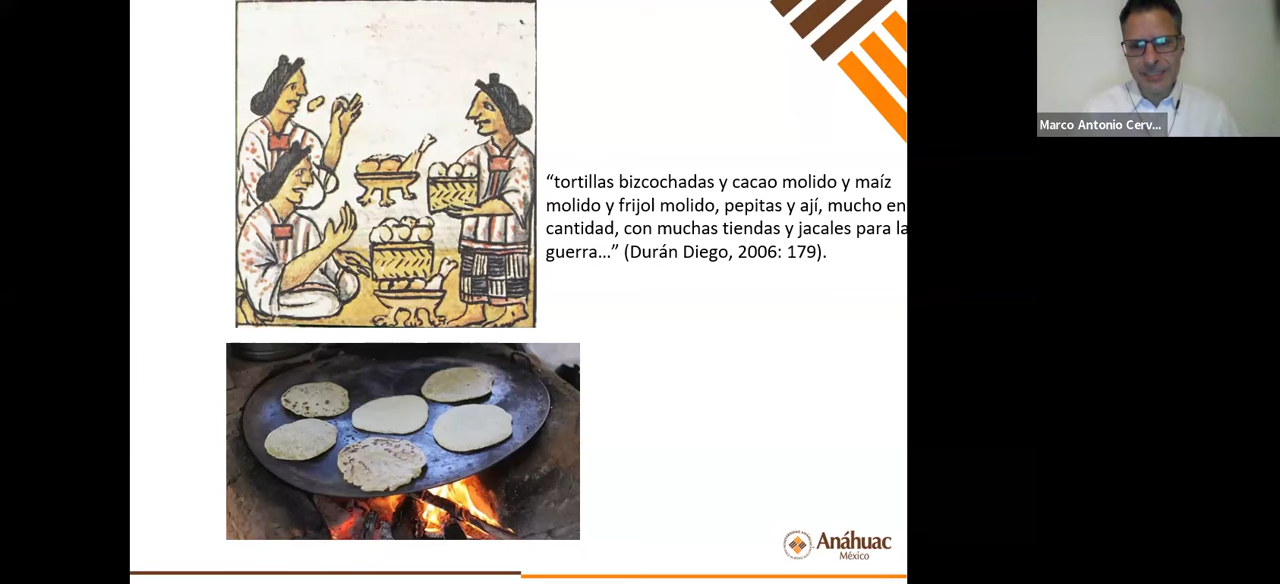 Marco Antonio Cerv...
“tortillas bizcochadas y cacao molido y maíz
molido y frijol molido, pepitas y ají, mucho en
cantidad, con muchas tiendas y jacales para la
guerra…” (Durán Diego, 2006: 179).
Anáhuac
México